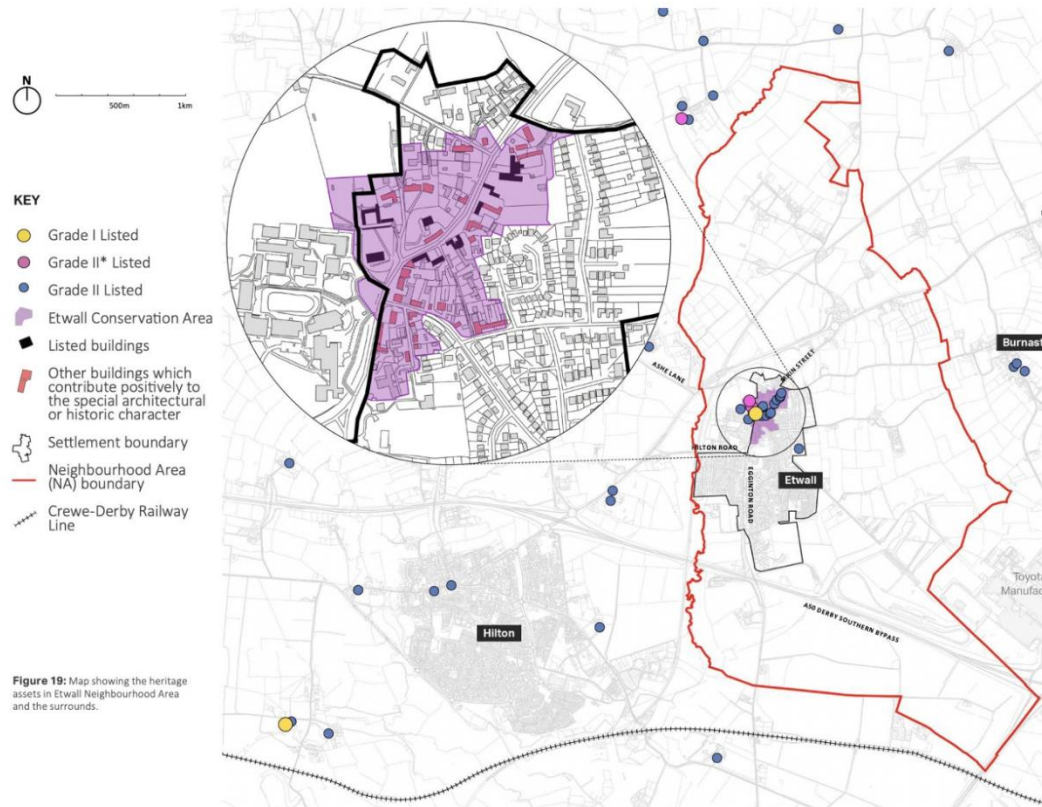 N
500m 1km
KEY
Grade I Listed
Grade II* Listed
Grade II Listed
Etwall Conservation Area
Listed buildings
Other buildings which
contribute positively to
the special architectural
or historic character
Settlement boundary
Neighbourhood Area
(NA) boundary
Crewe-Derby Railway
Line
Figure 19: Map showing the heritage
assets in Etwall Neighbourhood Area
and the surrounds.
Burnast
MAIN STREET
ASHE LANE
HILTON ROAD
Etwall
EGGINTON ROAD
Toyota
Manufac
A50 DERBY SOUTHERN BYPASS
Hilton